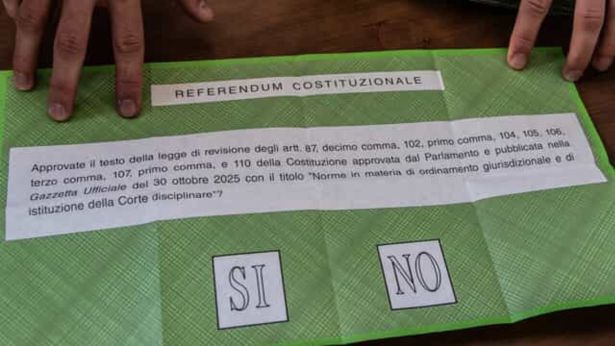 REFERENDUM COSTITUZIONALE
Approvate il testo della legge di revisione degli artt. 87, decimo comma, 102, primo comma, 104, 105, 106,
terzo comma, 107, primo comma, e 110 della Costituzione approvata dal Parlamento e pubblicata nella
Gazzetta Ufficiale del 30 ottobre 2025 con il titolo "Norme in materia di ordinamento giurisdizionale e di
istituzione della Corte disciplinare"?
SI NO